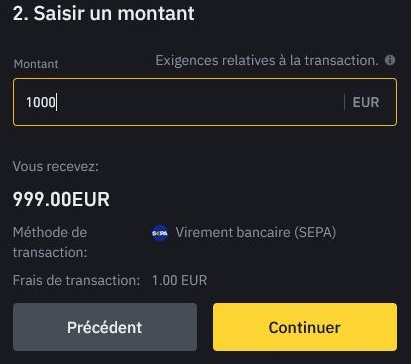 2. Saisir un montant
Montant
Exigences relatives à la transaction.
1000
EUR
Vous recevez:
999.00EUR
Méthode de
transaction:
SEPA
Virement bancaire (SEPA)
Frais de transaction: 1.00 EUR
Précédent
Continuer